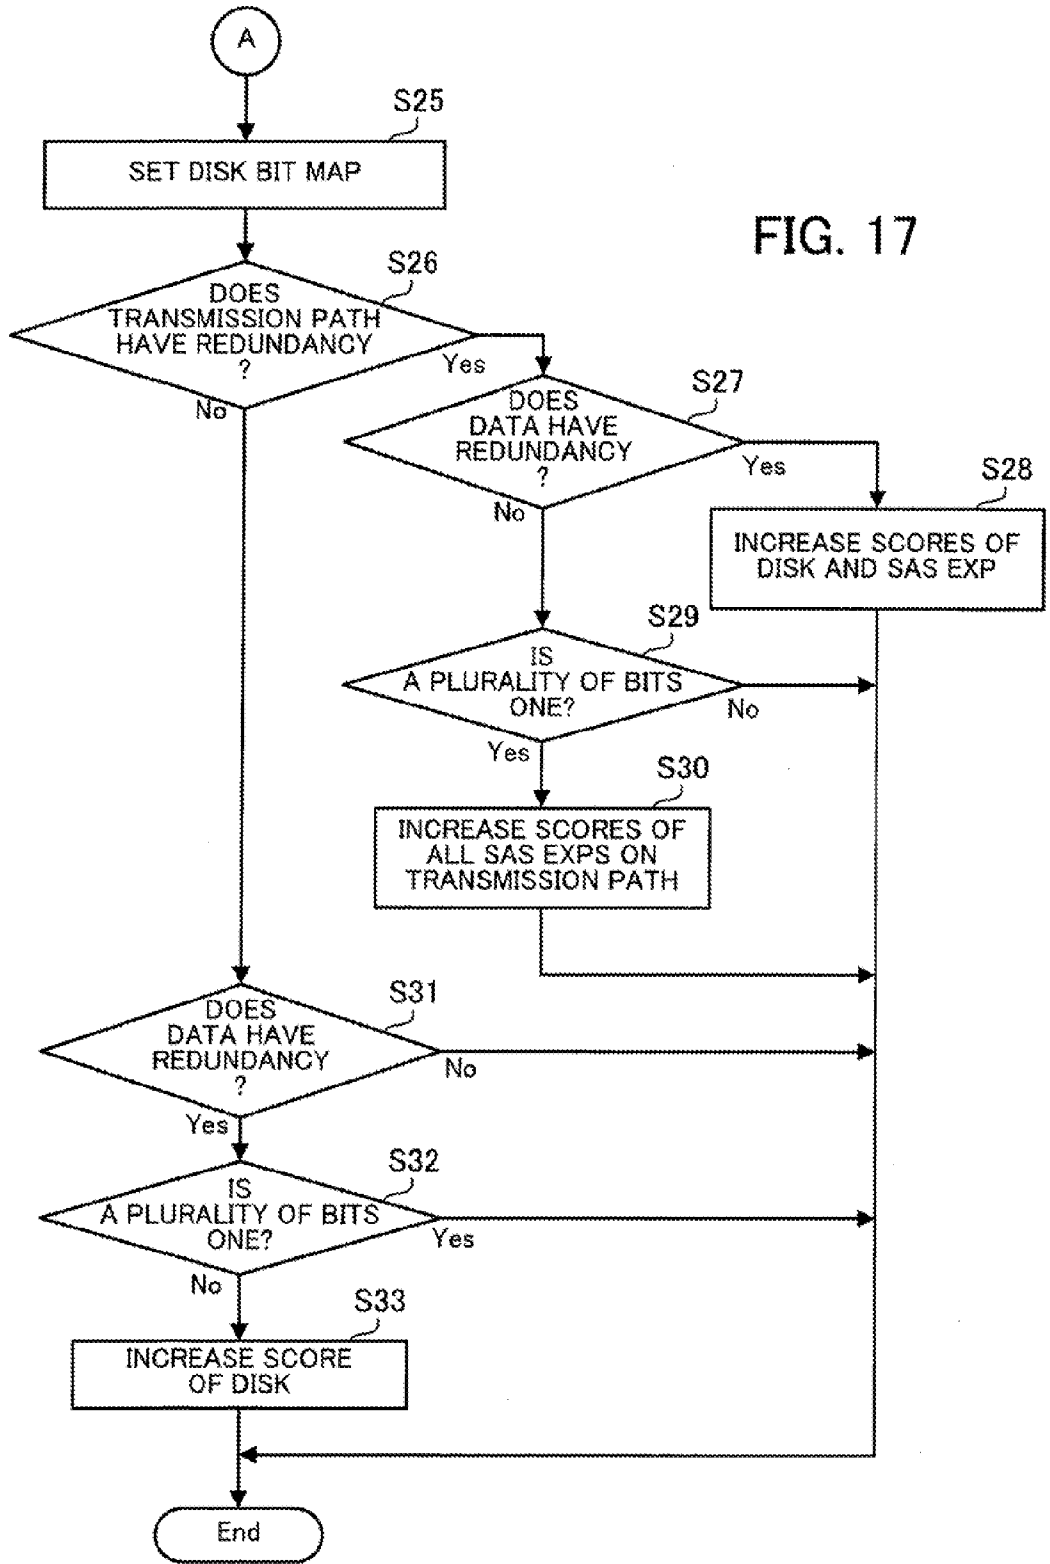 A
S25
SET DISK BIT MAP
FIG. 17
S26
DOES
TRANSMISSION PATH
HAVE REDUNDANCY
?
Yes
No
S27
DOES
DATA HAVE
REDUNDANCY
?
Yes
No
S28
INCREASE SCORES OF
DISK AND SAS EXP
S29
IS
A PLURALITY OF BITS
ONE?
No
Yes
S30
INCREASE SCORES OF
ALL SAS EXPS ON
TRANSMISSION PATH
S31
DOES
DATA HAVE
REDUNDANCY
?
No
Yes
S32
IS
A PLURALITY OF BITS
ONE?
Yes
No
S33
INCREASE SCORE
OF DISK
End